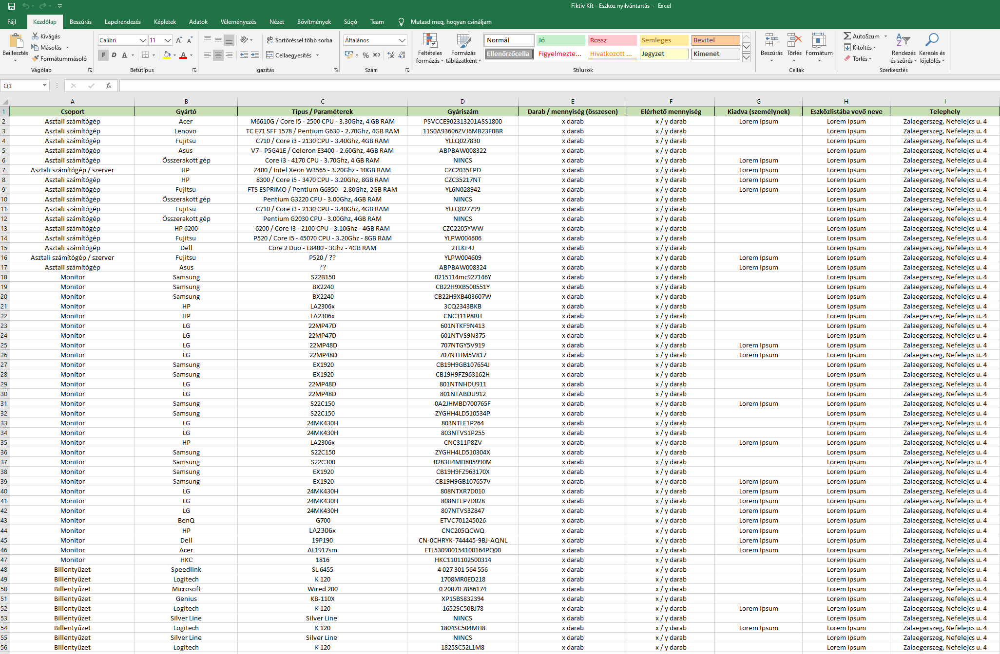 Fiktiv Kft - Eszköz nyilvántartás - Excel
Fájl Kezdőlap Beszúrás Lapelrendezés Képletek Adatok Véleményezés Nézet Bővítmények Súgó Team Mutasd meg, hogyan csináljam
Beillesztés Kivágás Másolás Formátummásoló
Calibri 11
F D A
Sortöréssel több sorba
Cellaegyesítés
Általános
% 000
Feltételes formázás
Formázás táblázatként
Normál Jó Rossz Semleges Bevitel
Ellenőrzőcella Figyelmezte... Hivatkozott ... Jegyzet Kimenet
Beszúrás Törlés Formátum
AutoSzum
Kitöltés
Törlés
Rendezés és szűrés
Keresés és kijelölés
Vágólap Betűtípus Igazítás Szám Stílusok Cellák Szerkesztés
Q1 fx
A B C D E F G H I
1 Csoport Gyártó Típus / Paraméterek Gyáriszám Darab / mennyiség (összesen) Elérhető mennyiség Kiadva (személynek) Eszközlistába vevő neve Telephely
2 Asztali számítógép Acer M6610G / Core i5 - 2500 CPU - 3.30Ghz, 4 GB RAM PSVCCE902313201ASS1800 x darab x / y darab Lorem Ipsum Lorem Ipsum Zalaegerszeg, Nefelejcs u. 4
3 Asztali számítógép Lenovo TC E71 SFF 1578 / Pentium G630 - 2.70Ghz, 4GB RAM 11S0A93606ZVJ6MB23F0BR x darab x / y darab Lorem Ipsum Zalaegerszeg, Nefelejcs u. 4
4 Asztali számítógép Fujitsu C710 / Core i3 - 2130 CPU - 3.40Ghz, 4GB RAM YLLQ027830 x darab x / y darab Lorem Ipsum Zalaegerszeg, Nefelejcs u. 4
5 Asztali számítógép Asus V7 - P5G41E / Celeron E3400 - 2.60Ghz, 4GB RAM ABPBAW008322 x darab x / y darab Lorem Ipsum Zalaegerszeg, Nefelejcs u. 4
6 Asztali számítógép Összerakott gép Core i3 - 4170 CPU - 3.70Ghz, 4 GB RAM NINCS x darab x / y darab Lorem Ipsum Lorem Ipsum Zalaegerszeg, Nefelejcs u. 4
7 Asztali számítógép / szerver HP Z400 / Intel Xeon W3565 - 3.20Ghz - 10GB RAM CZC2035FPD x darab x / y darab Lorem Ipsum Lorem Ipsum Zalaegerszeg, Nefelejcs u. 4
8 Asztali számítógép HP 8300 / Core i5 - 3470 CPU - 3.20Ghz, 8GB RAM CZC35217NT x darab x / y darab Lorem Ipsum Lorem Ipsum Zalaegerszeg, Nefelejcs u. 4
9 Asztali számítógép Fujitsu FTS ESPRIMO / Pentium G6950 - 2.80Ghz, 2GB RAM YL6N028942 x darab x / y darab Lorem Ipsum Lorem Ipsum Zalaegerszeg, Nefelejcs u. 4
10 Asztali számítógép Összerakott gép Pentium G3220 CPU - 3.00Ghz, 4GB RAM NINCS x darab x / y darab Lorem Ipsum Zalaegerszeg, Nefelejcs u. 4
11 Asztali számítógép Fujitsu C710 / Core i3 - 2130 CPU - 3.40Ghz, 4GB RAM YLLQ027799 x darab x / y darab Lorem Ipsum Zalaegerszeg, Nefelejcs u. 4
12 Asztali számítógép Összerakott gép Pentium G2030 CPU - 3.00Ghz, 4GB RAM NINCS x darab x / y darab Lorem Ipsum Zalaegerszeg, Nefelejcs u. 4
13 Asztali számítógép HP 6200 6200 / Core i3 - 2100 CPU - 3.10Ghz - 4GB RAM CZC2205YWW x darab x / y darab Lorem Ipsum Zalaegerszeg, Nefelejcs u. 4
14 Asztali számítógép Fujitsu P520 / Core i5 - 45070 CPU - 3.20Ghz - 8GB RAM YLPW004606 x darab x / y darab Lorem Ipsum Zalaegerszeg, Nefelejcs u. 4
15 Asztali számítógép Dell Core 2 Duo - E8400 - 3Ghz - 4GB RAM 2TLKF4J x darab x / y darab Lorem Ipsum Zalaegerszeg, Nefelejcs u. 4
16 Asztali számítógép / szerver Fujitsu P520 / ?? YLPW004609 x darab x / y darab Lorem Ipsum Lorem Ipsum Zalaegerszeg, Nefelejcs u. 4
17 Asztali számítógép Asus ?? ABPBAW008324 x darab x / y darab Lorem Ipsum Lorem Ipsum Zalaegerszeg, Nefelejcs u. 4
18 Monitor Samsung S22B150 0215114mc927146Y x darab x / y darab Lorem Ipsum Zalaegerszeg, Nefelejcs u. 4
19 Monitor Samsung BX2240 CB22H9XB500551Y x darab x / y darab Lorem Ipsum Zalaegerszeg, Nefelejcs u. 4
20 Monitor Samsung BX2240 CB22H9XB403607W x darab x / y darab Lorem Ipsum Zalaegerszeg, Nefelejcs u. 4
21 Monitor HP LA2306x 3CQ2343BKB x darab x / y darab Lorem Ipsum Zalaegerszeg, Nefelejcs u. 4
22 Monitor HP LA2306x CNC311P8RH x darab x / y darab Lorem Ipsum Zalaegerszeg, Nefelejcs u. 4
23 Monitor LG 22MP47D 601NTKF9N413 x darab x / y darab Lorem Ipsum Zalaegerszeg, Nefelejcs u. 4
24 Monitor LG 22MP47D 601NTVS9N375 x darab x / y darab Lorem Ipsum Zalaegerszeg, Nefelejcs u. 4
25 Monitor LG 22MP48D 707NTGY5V919 x darab x / y darab Lorem Ipsum Lorem Ipsum Zalaegerszeg, Nefelejcs u. 4
26 Monitor LG 22MP48D 707NTHM5V817 x darab x / y darab Lorem Ipsum Lorem Ipsum Zalaegerszeg, Nefelejcs u. 4
27 Monitor Samsung EX1920 CB19H9GB107654J x darab x / y darab Lorem Ipsum Zalaegerszeg, Nefelejcs u. 4
28 Monitor Samsung EX1920 CB19H9FZ963162H x darab x / y darab Lorem Ipsum Zalaegerszeg, Nefelejcs u. 4
29 Monitor LG 22MP48D 801NTNHDU911 x darab x / y darab Lorem Ipsum Zalaegerszeg, Nefelejcs u. 4
30 Monitor LG 22MP48D 801NTABDU912 x darab x / y darab Lorem Ipsum Zalaegerszeg, Nefelejcs u. 4
31 Monitor Samsung S22C150 0A2JHMBD700765F x darab x / y darab Lorem Ipsum Lorem Ipsum Zalaegerszeg, Nefelejcs u. 4
32 Monitor Samsung S22C150 ZYGHH4LD510534P x darab x / y darab Lorem Ipsum Zalaegerszeg, Nefelejcs u. 4
33 Monitor LG 24MK430H 803NTLE1P264 x darab x / y darab Lorem Ipsum Zalaegerszeg, Nefelejcs u. 4
34 Monitor LG 24MK430H 803NTVS1P255 x darab x / y darab Lorem Ipsum Zalaegerszeg, Nefelejcs u. 4
35 Monitor HP LA2306x CNC311P8ZV x darab x / y darab Lorem Ipsum Lorem Ipsum Zalaegerszeg, Nefelejcs u. 4
36 Monitor Samsung S22C150 ZYGHH4LD510304X x darab x / y darab Lorem Ipsum Zalaegerszeg, Nefelejcs u. 4
37 Monitor Samsung S22C300 0283H4MD805990M x darab x / y darab Lorem Ipsum Zalaegerszeg, Nefelejcs u. 4
38 Monitor Samsung EX1920 CB19H9FZ963170X x darab x / y darab Lorem Ipsum Zalaegerszeg, Nefelejcs u. 4
39 Monitor Samsung EX1920 CB19H9GB107657V x darab x / y darab Lorem Ipsum Lorem Ipsum Zalaegerszeg, Nefelejcs u. 4
40 Monitor LG 24MK430H 808NTXR7D010 x darab x / y darab Lorem Ipsum Lorem Ipsum Zalaegerszeg, Nefelejcs u. 4
41 Monitor LG 24MK430H 808NTEP7D028 x darab x / y darab Lorem Ipsum Lorem Ipsum Zalaegerszeg, Nefelejcs u. 4
42 Monitor LG 24MK430H 807NTVS3Z847 x darab x / y darab Lorem Ipsum Lorem Ipsum Zalaegerszeg, Nefelejcs u. 4
43 Monitor BenQ G700 ETVC701245026 x darab x / y darab Lorem Ipsum Lorem Ipsum Zalaegerszeg, Nefelejcs u. 4
44 Monitor HP LA2306x CNC205QCWQ x darab x / y darab Lorem Ipsum Lorem Ipsum Zalaegerszeg, Nefelejcs u. 4
45 Monitor Dell 19P190 CN-0CHRYK-744445-9BJ-AQNL x darab x / y darab Lorem Ipsum Lorem Ipsum Zalaegerszeg, Nefelejcs u. 4
46 Monitor Acer AL1917sm ETL530900154100164PQ00 x darab x / y darab Lorem Ipsum Lorem Ipsum Zalaegerszeg, Nefelejcs u. 4
47 Monitor HKC 1816 HKC1101102500314 x darab x / y darab Lorem Ipsum Zalaegerszeg, Nefelejcs u. 4
48 Billentyűzet Speedlink SL 6455 4 027 301 564 556 x darab x / y darab Lorem Ipsum Zalaegerszeg, Nefelejcs u. 4
49 Billentyűzet Logitech K 120 1708MR0ED218 x darab x / y darab Lorem Ipsum Zalaegerszeg, Nefelejcs u. 4
50 Billentyűzet Microsoft Wired 200 0 20070 7886174 x darab x / y darab Lorem Ipsum Zalaegerszeg, Nefelejcs u. 4
51 Billentyűzet Genius KB-110X XP15BS832394 x darab x / y darab Lorem Ipsum Zalaegerszeg, Nefelejcs u. 4
52 Billentyűzet Logitech K 120 1652SC50BJ78 x darab x / y darab Lorem Ipsum Lorem Ipsum Zalaegerszeg, Nefelejcs u. 4
53 Billentyűzet Silver Line Silver Line NINCS x darab x / y darab Lorem Ipsum Zalaegerszeg, Nefelejcs u. 4
54 Billentyűzet Logitech K 120 1804SC504MH8 x darab x / y darab Lorem Ipsum Lorem Ipsum Zalaegerszeg, Nefelejcs u. 4
55 Billentyűzet Silver Line Silver Line NINCS x darab x / y darab Lorem Ipsum Zalaegerszeg, Nefelejcs u. 4
56 Billentyűzet Logitech K 120 1825SC52L1M8 x darab x / y darab Lorem Ipsum Zalaegerszeg, Nefelejcs u. 4